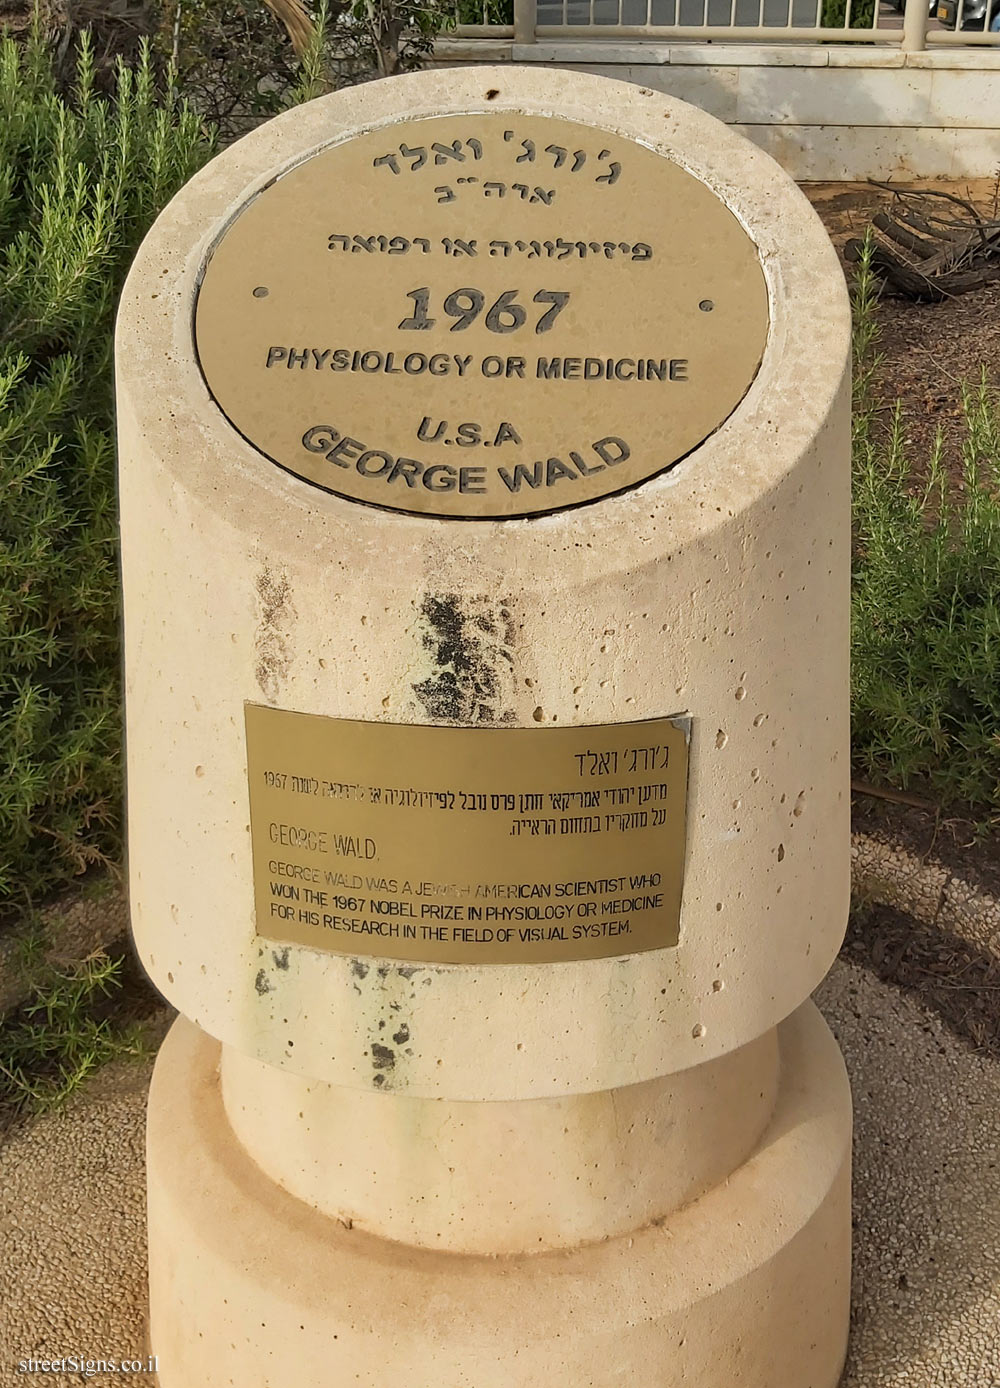 ג'ורג' ואלד
ארה"ב
פיזיולוגיה או רפואה
1967
PHYSIOLOGY OR MEDICINE
U.S.A
GEORGE WALD
ג'ורג' ואלד
מדען יהודי אמריקאי חתן פרס נובל לפיזיולוגיה או לרפואה לשנת 1967
על מחקריו בתחום הראייה.
GEORGE WALD.
GEORGE WALD WAS A JEWISH AMERICAN SCIENTIST WHO
WON THE 1967 NOBEL PRIZE IN PHYSIOLOGY OR MEDICINE
FOR HIS RESEARCH IN THE FIELD OF VISUAL SYSTEM.
streetSigns.co.il